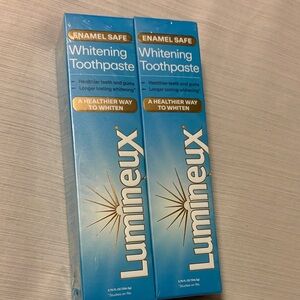 ENAMEL SAFE
Whitening
Toothpaste
Healthier teeth and gums
Longer lasting whitening*
A HEALTHIER WAY
TO WHITEN
Lumineux
ENAMEL SAFE
Whitening
Toothpaste
Healthier teeth and gums
Longer lasting whitening*
A HEALTHIER WAY
TO WHITEN
Lumineux